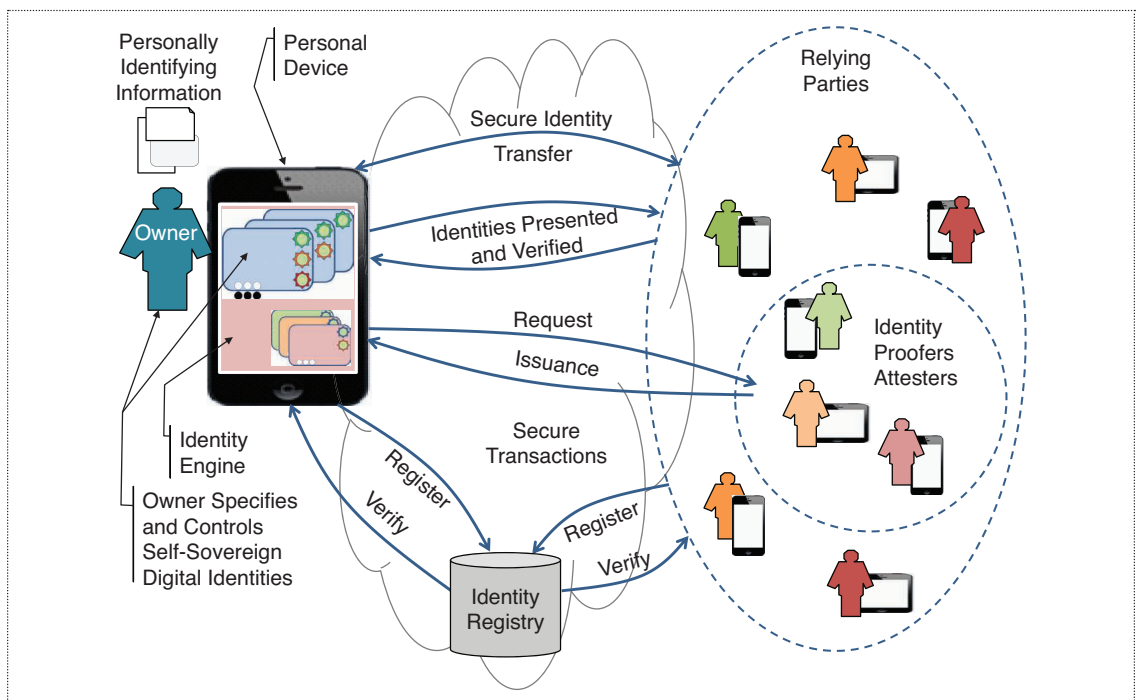 Personally
Identifying
Information
Personal
Device
Relying
Parties
Secure Identity
Transfer
Owner
Identities Presented
and Verified
Request
Issuance
Identity
Proofers
Attesters
Identity
Engine
Secure
Transactions
Owner Specifies
and Controls
Self-Sovereign
Digital Identities
Register
Verify
Register
Verify
Identity
Registry